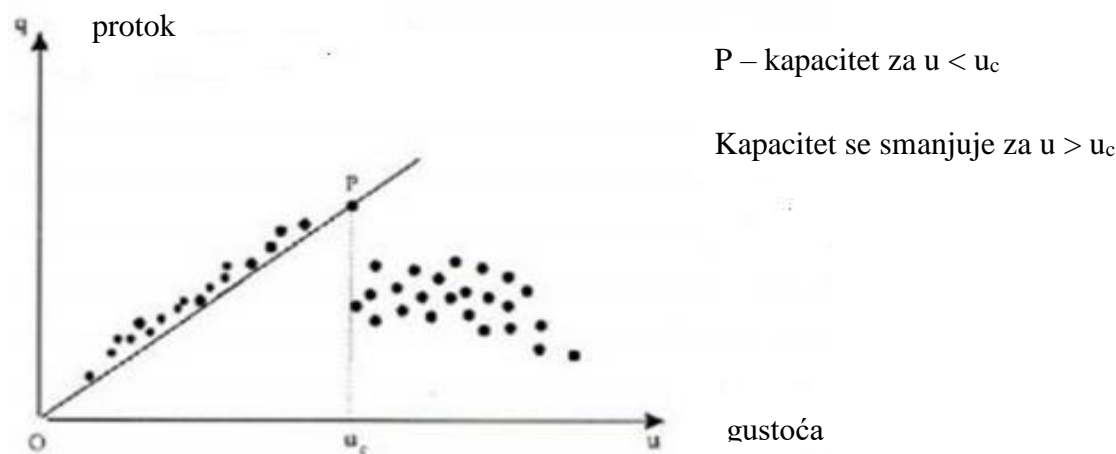 q
protok
P – kapacitet za u < uc
Kapacitet se smanjuje za u > uc
P
O
uc
u
gustoća